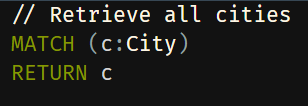 // Retrieve all cities
MATCH (c:City)
RETURN c